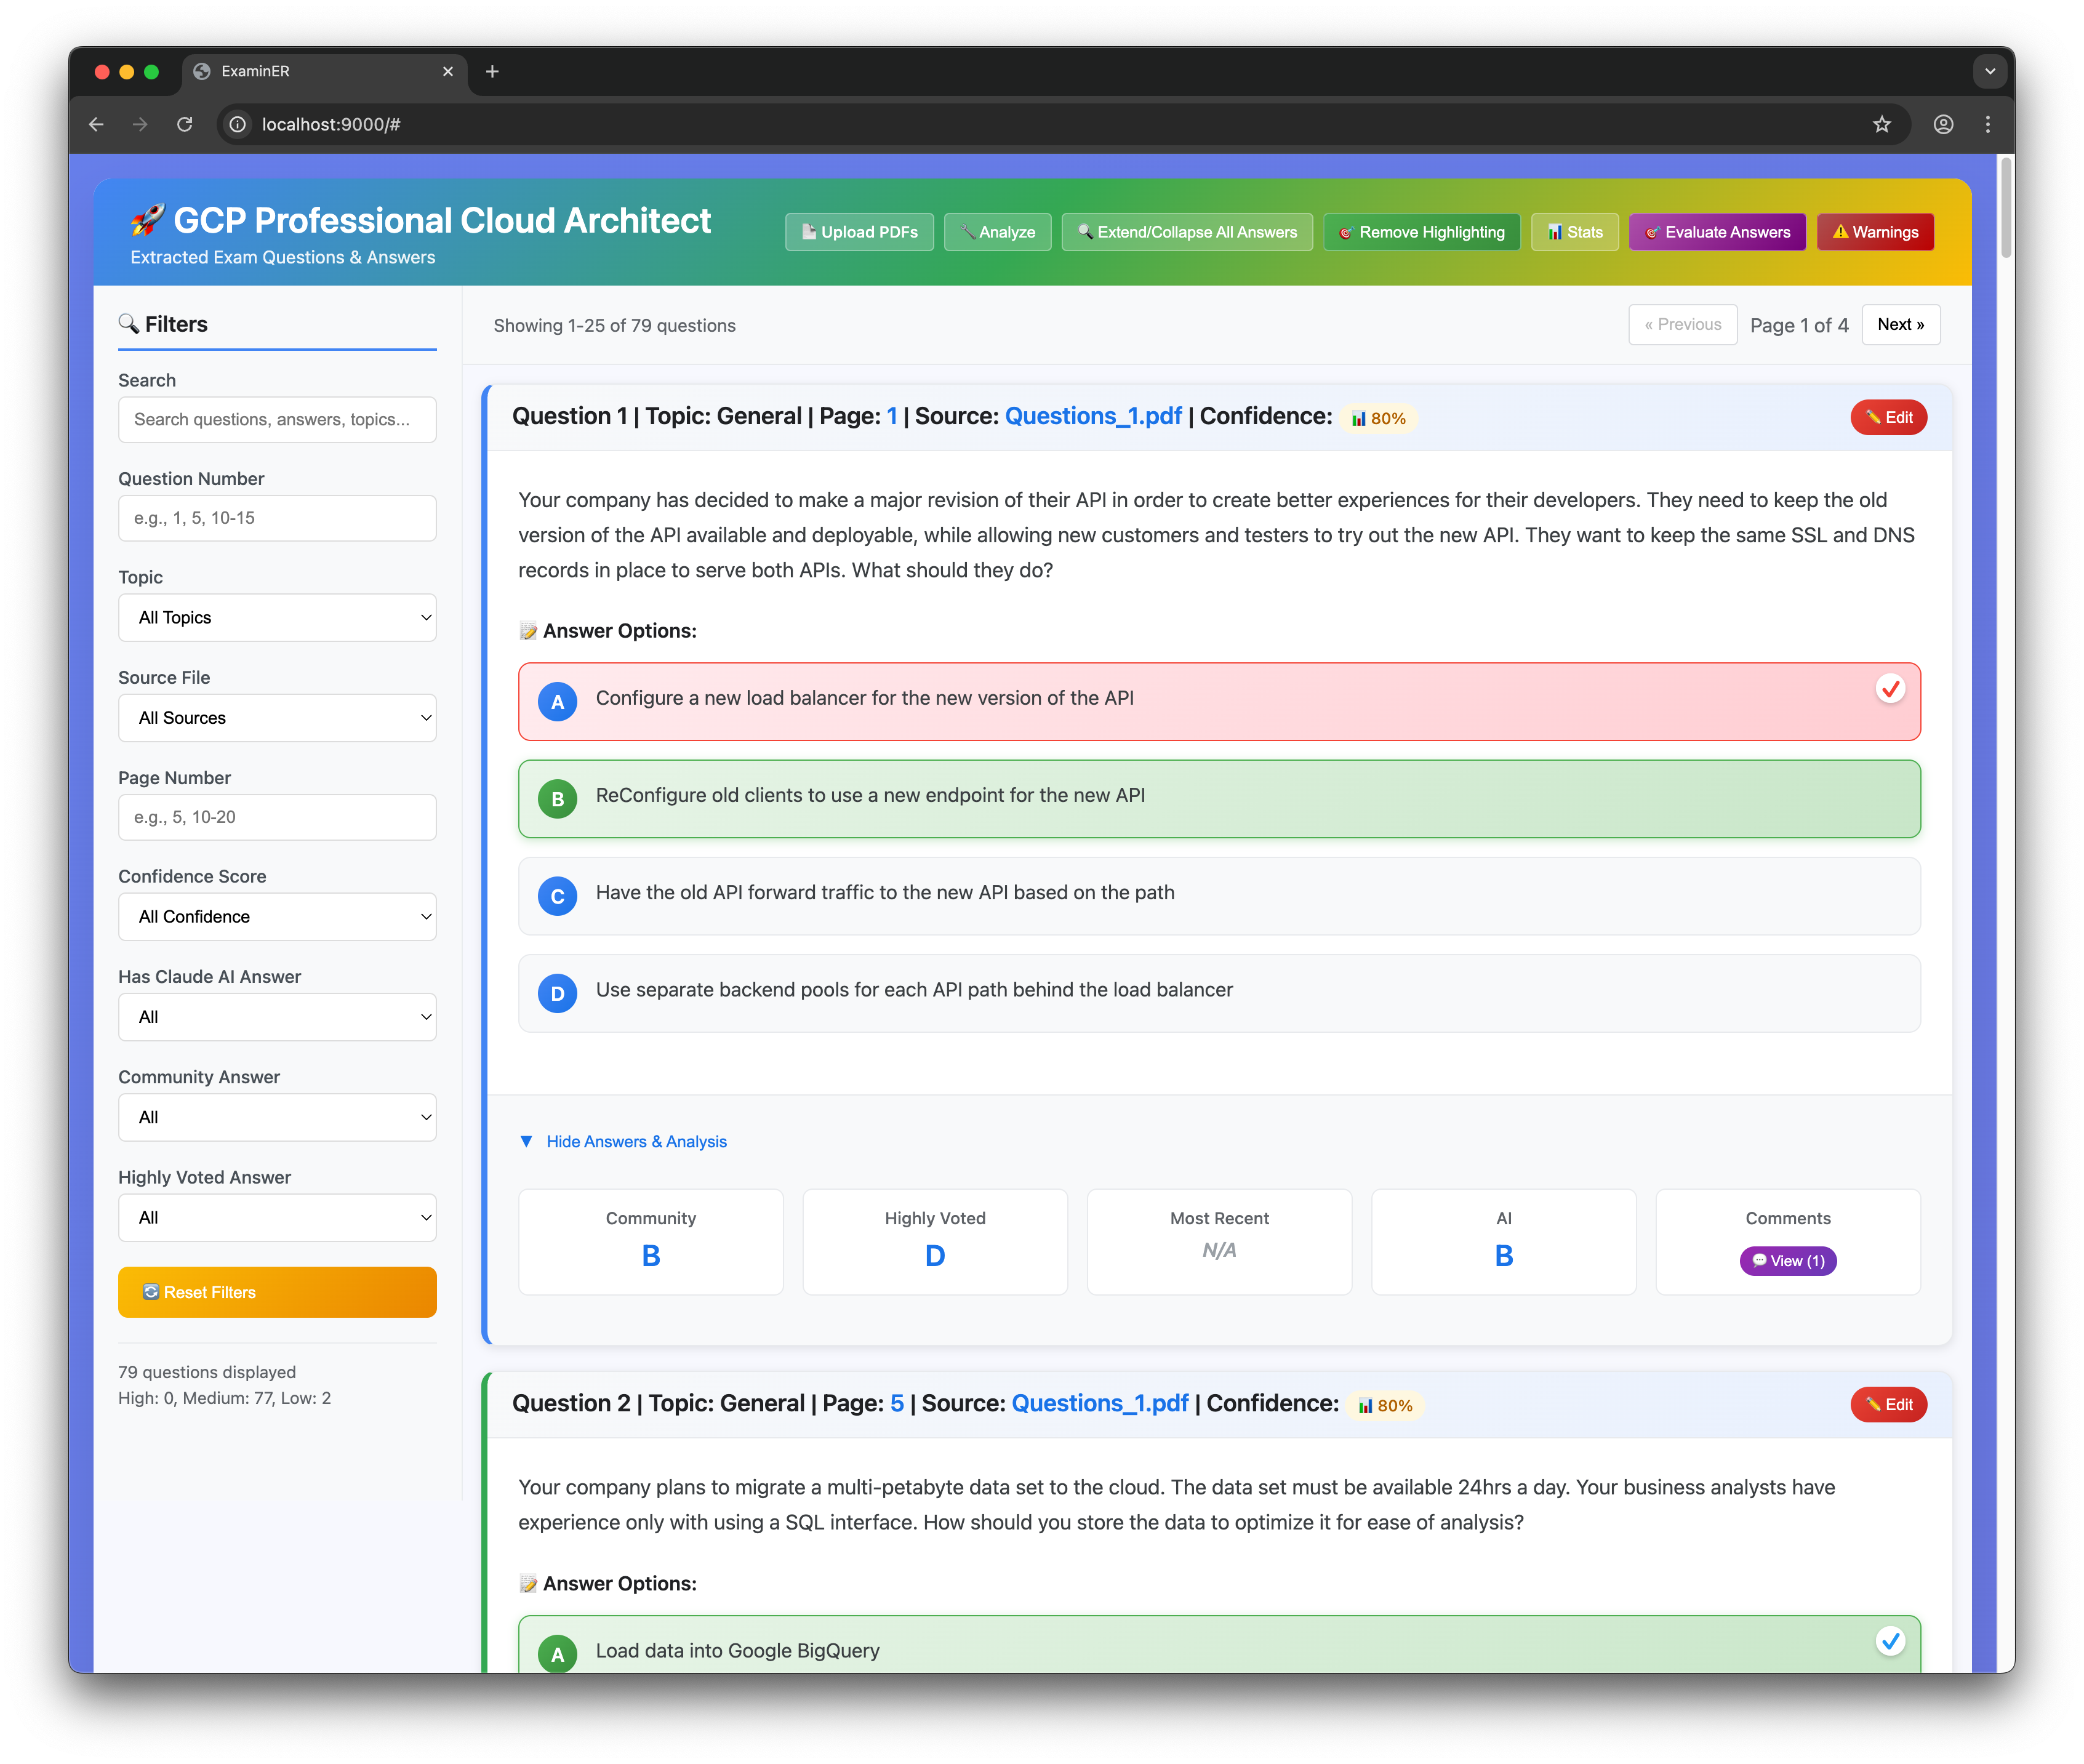 ExaminER
localhost:9000/#
🚀 GCP Professional Cloud Architect
Extracted Exam Questions & Answers
Upload PDFs
Analyze
Extend/Collapse All Answers
Remove Highlighting
Stats
Evaluate Answers
Warnings
Filters
Search
Search questions, answers, topics...
Question Number
e.g., 1, 5, 10-15
Topic
All Topics
Source File
All Sources
Page Number
e.g., 5, 10-20
Confidence Score
All Confidence
Has Claude AI Answer
All
Community Answer
All
Highly Voted Answer
All
Reset Filters
79 questions displayed
High: 0, Medium: 77, Low: 2
Showing 1-25 of 79 questions
« Previous
Page 1 of 4
Next »
Question 1 | Topic: General | Page: 1 | Source: Questions_1.pdf | Confidence: 80%
Edit
Your company has decided to make a major revision of their API in order to create better experiences for their developers. They need to keep the old
version of the API available and deployable, while allowing new customers and testers to try out the new API. They want to keep the same SSL and DNS
records in place to serve both APIs. What should they do?
Answer Options:
A Configure a new load balancer for the new version of the API
B ReConfigure old clients to use a new endpoint for the new API
C Have the old API forward traffic to the new API based on the path
D Use separate backend pools for each API path behind the load balancer
▼ Hide Answers & Analysis
Community
B
Highly Voted
D
Most Recent
N/A
AI
B
Comments
View (1)
Question 2 | Topic: General | Page: 5 | Source: Questions_1.pdf | Confidence: 80%
Edit
Your company plans to migrate a multi-petabyte data set to the cloud. The data set must be available 24hrs a day. Your business analysts have
experience only with using a SQL interface. How should you store the data to optimize it for ease of analysis?
Answer Options:
A Load data into Google BigQuery